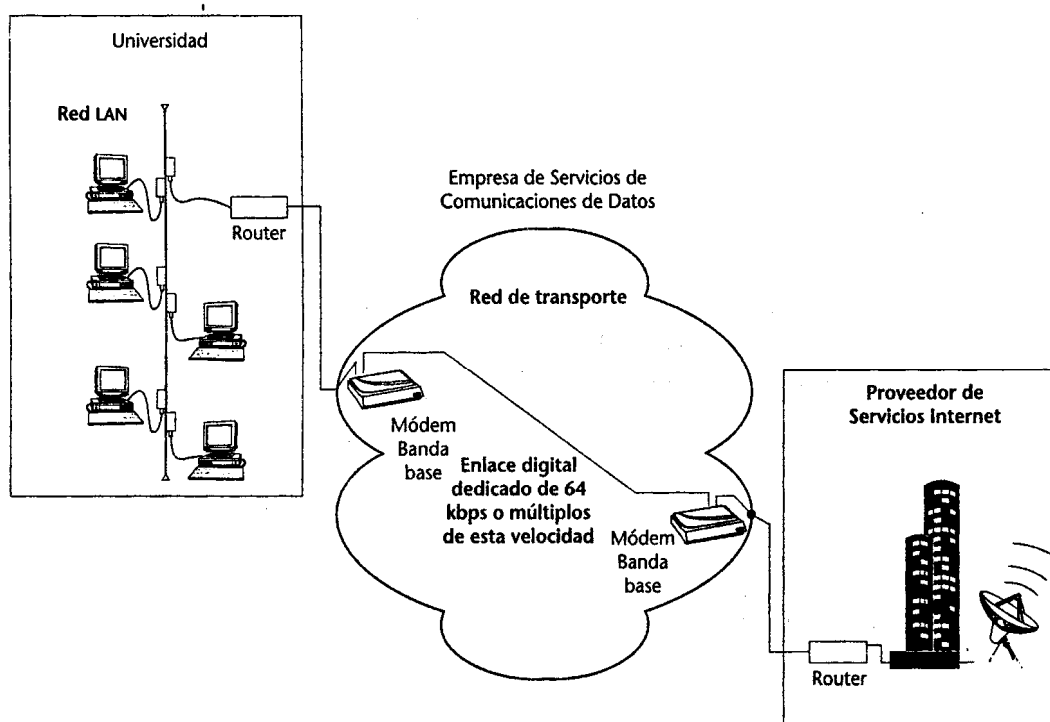 Universidad
Red LAN
Router
Empresa de Servicios de
Comunicaciones de Datos
Red de transporte
Módem
Banda
base
Enlace digital
dedicado de 64
kbps o múltiplos
de esta velocidad
Módem
Banda
base
Proveedor de
Servicios Internet
Router